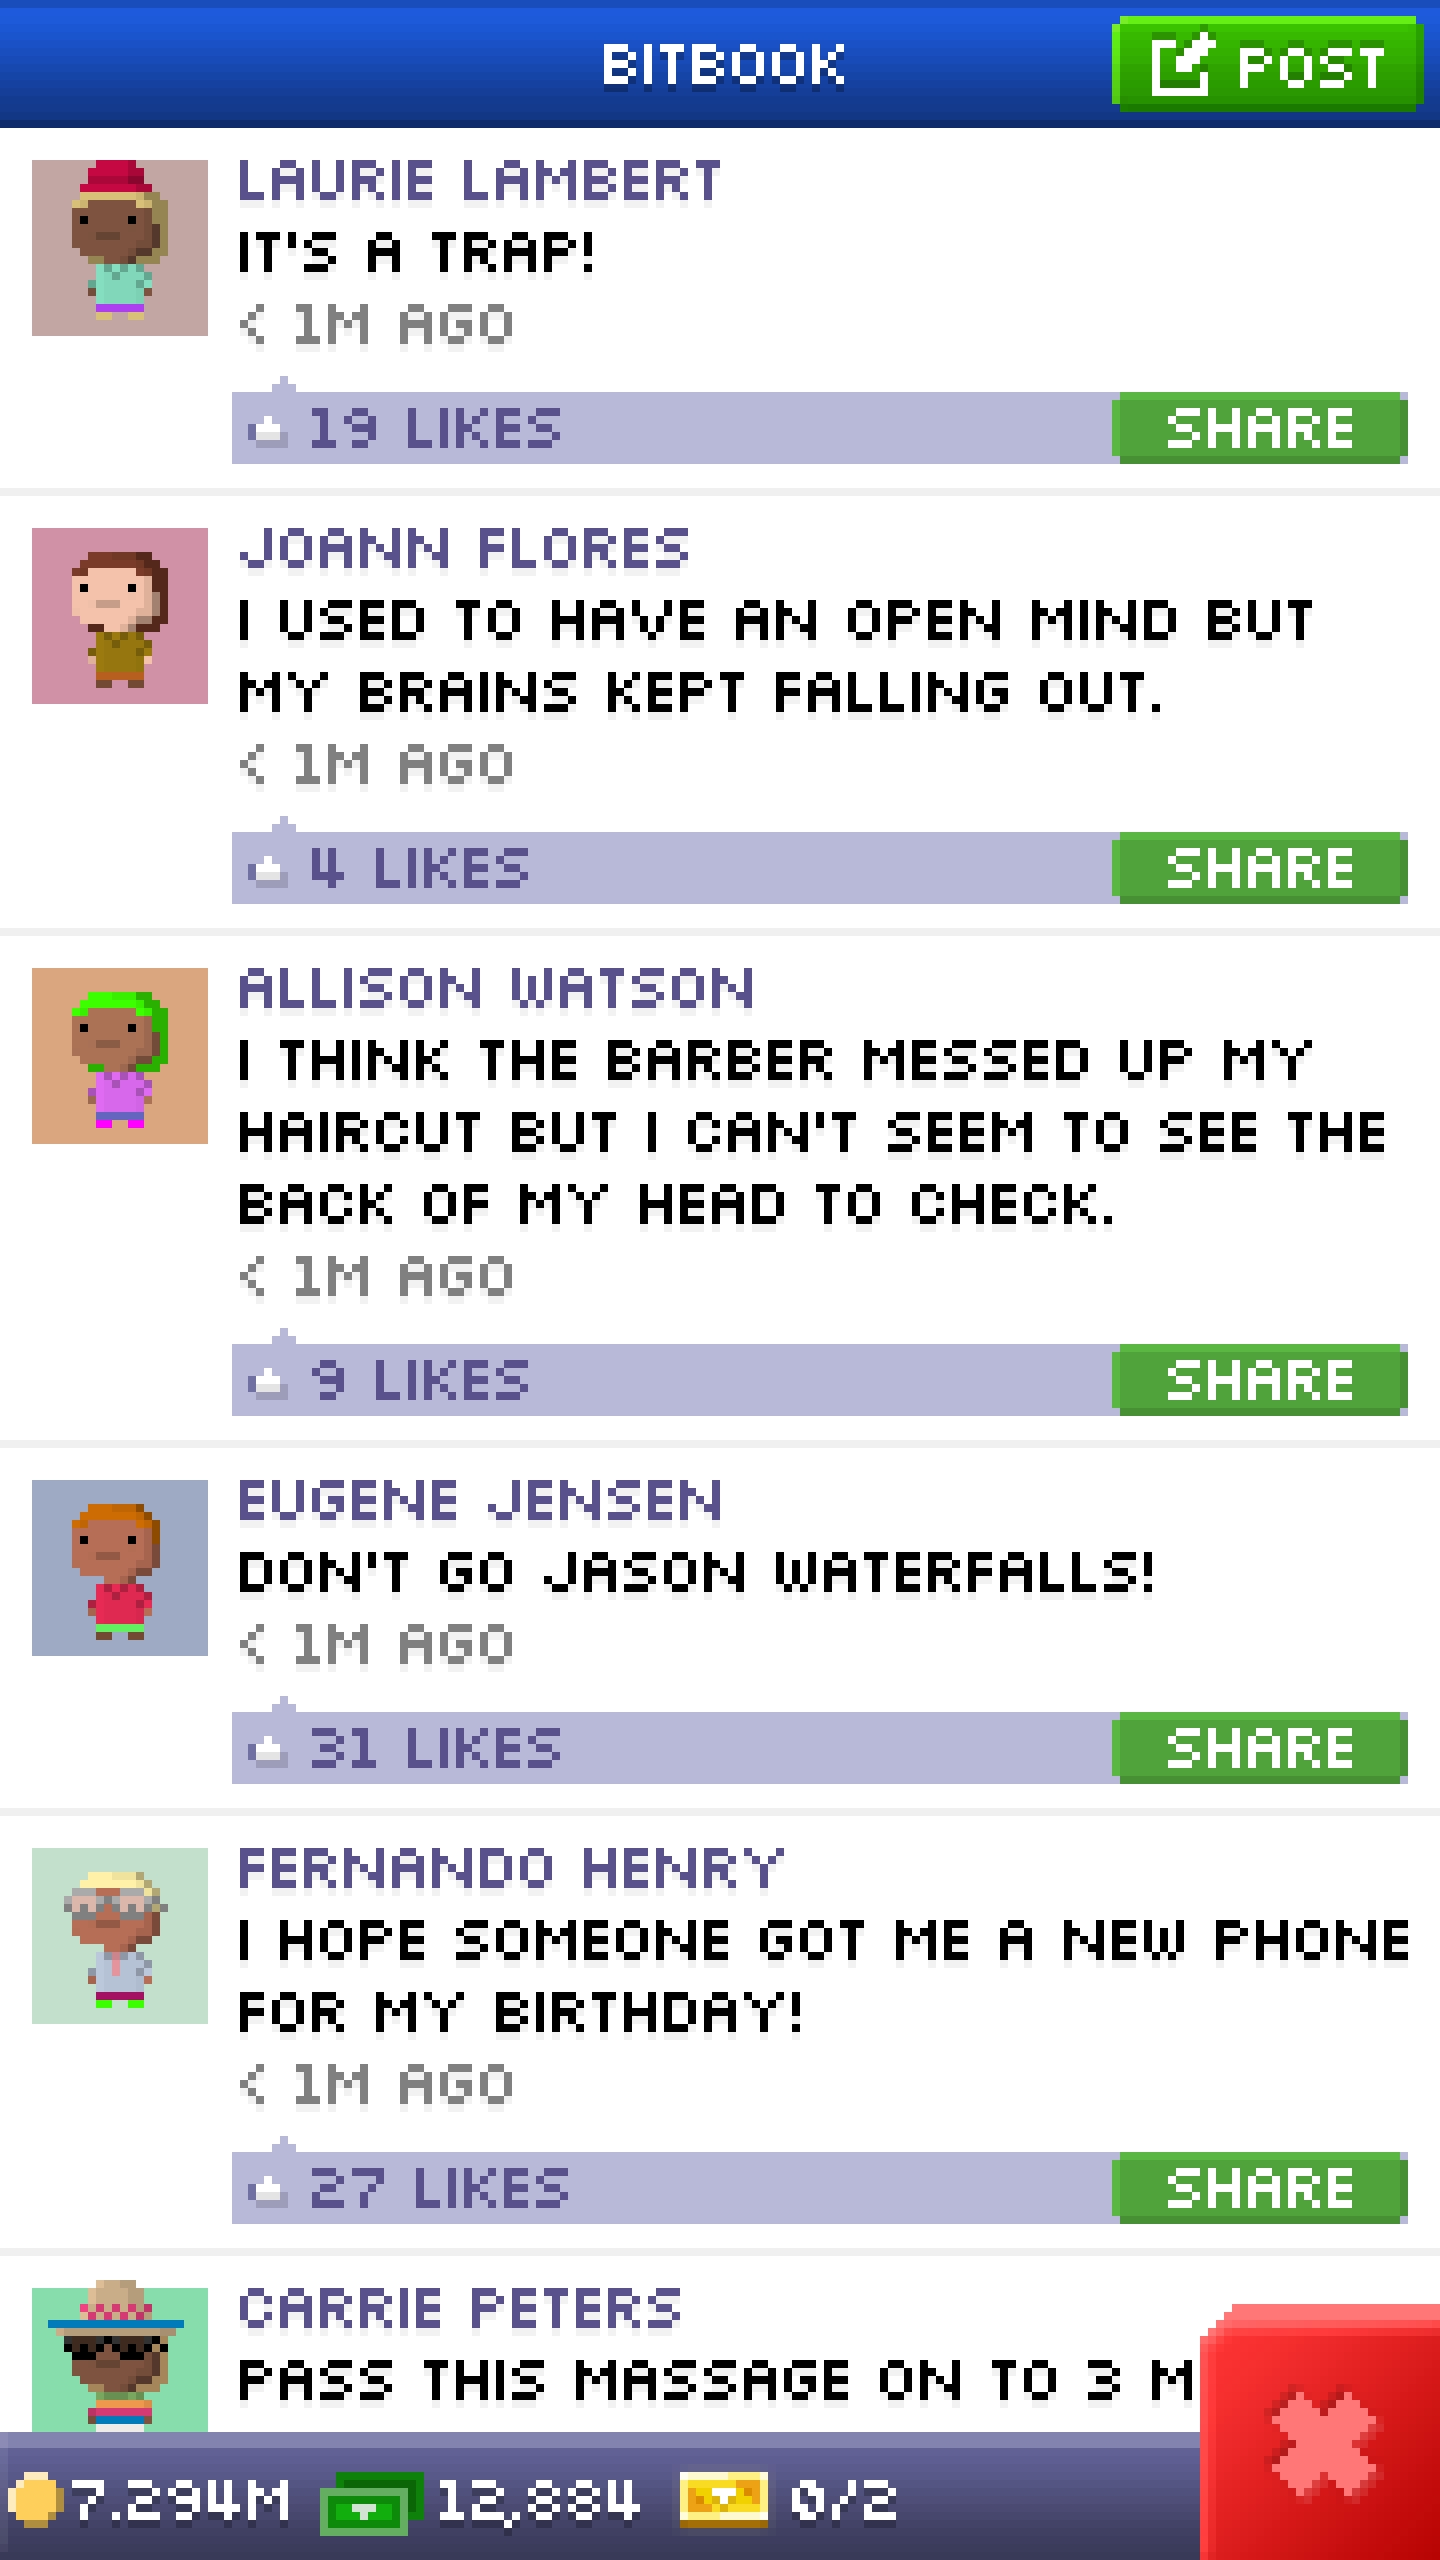 BITBOOK
POST
LAURIE LAMBERT
IT'S A TRAP!
< 1M AGO
19 LIKES
SHARE
JOANN FLORES
I USED TO HAVE AN OPEN MIND BUT
MY BRAINS KEPT FALLING OUT.
< 1M AGO
4 LIKES
SHARE
ALLISON WATSON
I THINK THE BARBER MESSED UP MY
HAIRCUT BUT I CAN'T SEEM TO SEE THE
BACK OF MY HEAD TO CHECK.
< 1M AGO
9 LIKES
SHARE
EUGENE JENSEN
DON'T GO JASON WATERFALLS!
< 1M AGO
31 LIKES
SHARE
FERNANDO HENRY
I HOPE SOMEONE GOT ME A NEW PHONE
FOR MY BIRTHDAY!
< 1M AGO
27 LIKES
SHARE
CARRIE PETERS
PASS THIS MASSAGE ON TO 3 M
7.294M
12,884
0/2